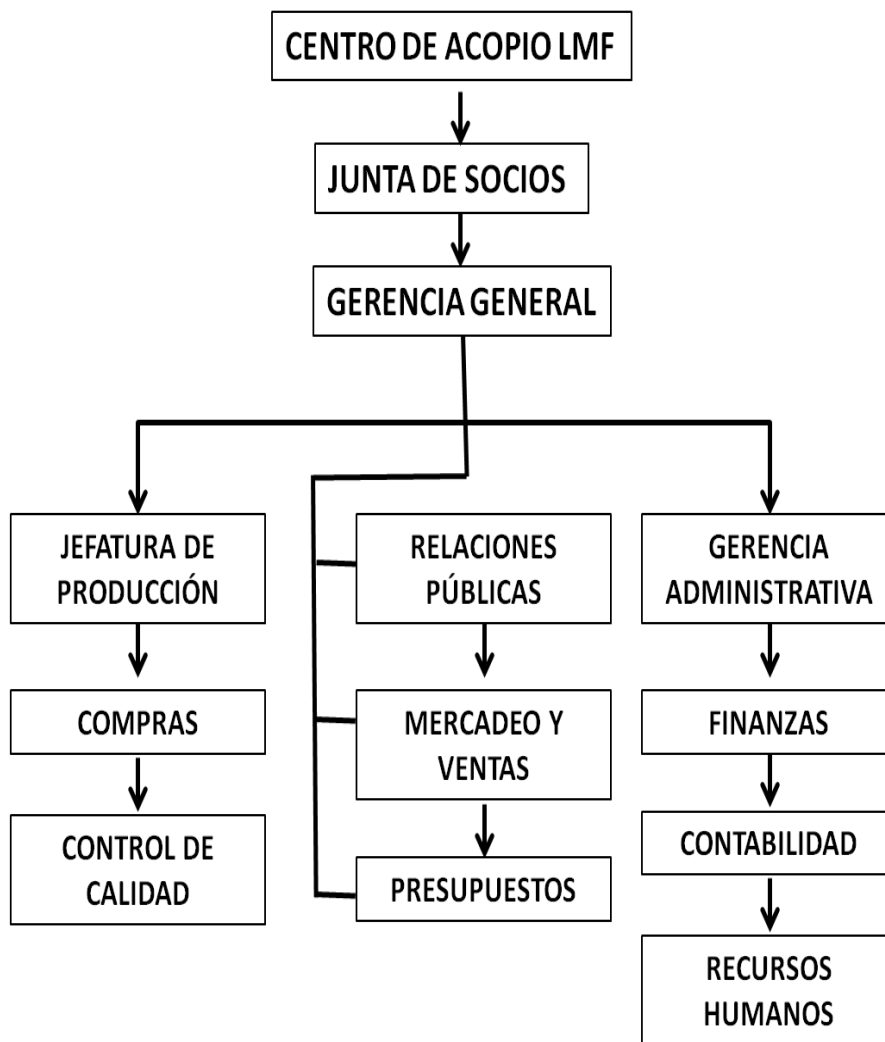 CENTRO DE ACOPIO LMF
JUNTA DE SOCIOS
GERENCIA GENERAL
JEFATURA DE
PRODUCCIÓN
COMPRAS
CONTROL DE
CALIDAD
RELACIONES
PÚBLICAS
MERCADEO Y
VENTAS
PRESUPUESTOS
GERENCIA
ADMINISTRATIVA
FINANZAS
CONTABILIDAD
RECURSOS
HUMANOS